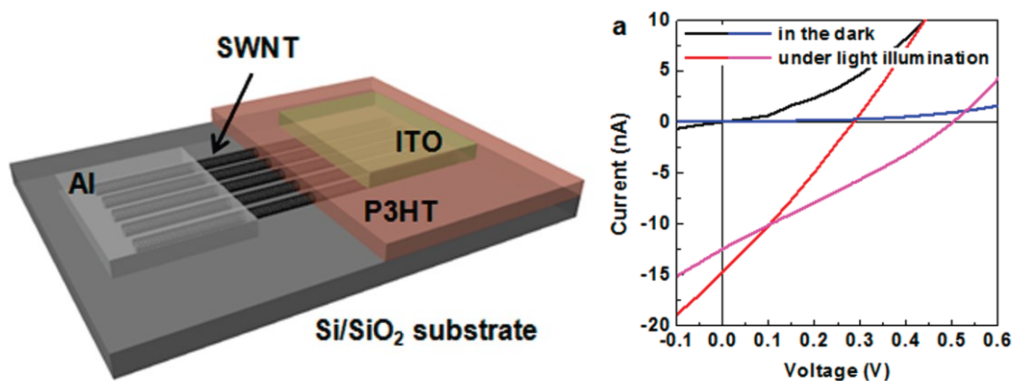 SWNT
Al
ITO
P3HT
Si/SiO₂ substrate
a
in the dark
under light illumination
Current (nA)
10
5
0
-5
-10
-15
-20
-0.1 0.0 0.1 0.2 0.3 0.4 0.5 0.6
Voltage (V)